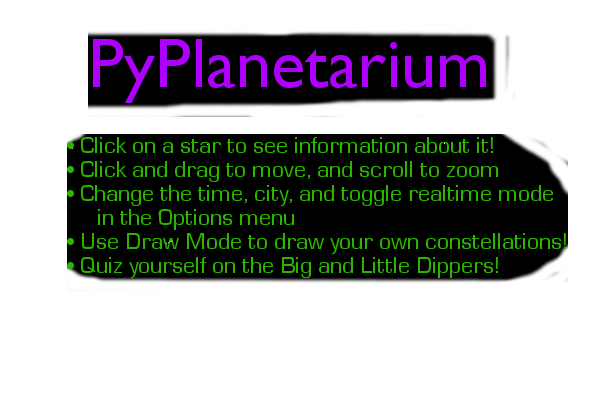 PyPlanetarium
• Click on a star to see information about it!
• Click and drag to move, and scroll to zoom
• Change the time, city, and toggle realtime mode
in the Options menu
• Use Draw Mode to draw your own constellations!
• Quiz yourself on the Big and Little Dippers!